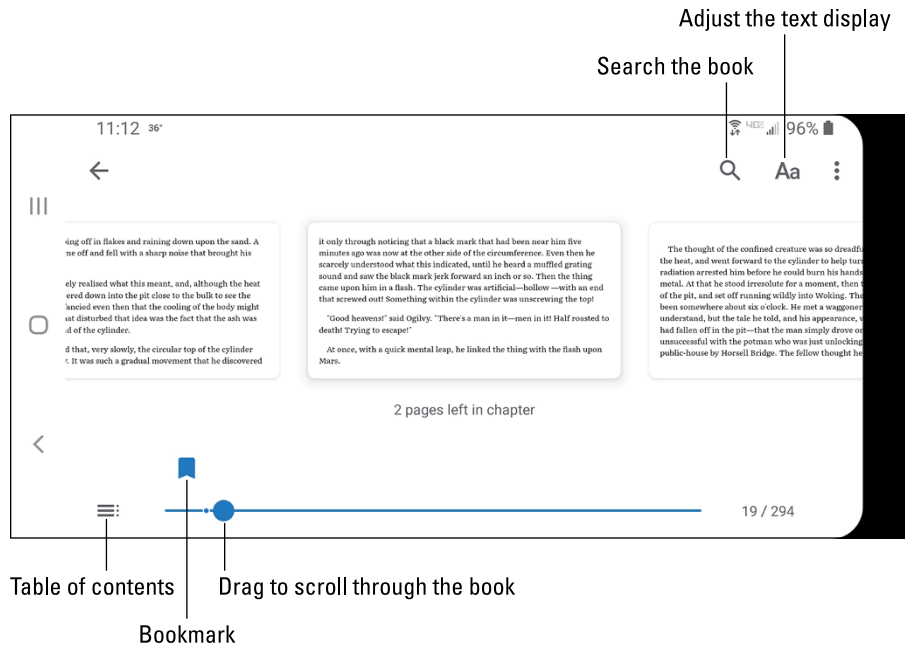 Adjust the text display
Search the book
11:12 36°
4GE 96%
Aa
ing off in flakes and raining down upon the sand. A
me off and fell with a sharp noise that brought his
ely realised what this meant, and, although the heat
ered down into the pit close to the bulk to see the
ancied even then that the cooling of the body might
at disturbed that idea was the fact that the ash was
d of the cylinder.
d that, very slowly, the circular top of the cylinder
. It was such a gradual movement that he discovered
it only through noticing that a black mark that had been near him five
minutes ago was now at the other side of the circumference. Even then he
scarcely understood what this indicated, until he heard a muffled grating
sound and saw the black mark jerk forward an inch or so. Then the thing
came upon him in a flash. The cylinder was artificial—hollow —with an end
that screwed out! Something within the cylinder was unscrewing the top!
"Good heavens!" said Ogilvy. "There's a man in it—men in it! Half roasted to
death! Trying to escape!"
At once, with a quick mental leap, he linked the thing with the flash upon
Mars.
The thought of the confined creature was so dreadfu
the heat, and went forward to the cylinder to help turn
radiation arrested him before he could burn his hands
metal. At that he stood irresolute for a moment, then t
of the pit, and set off running wildly into Woking. The
been somewhere about six o'clock. He met a waggoner
understand, but the tale he told, and his appearance, w
had fallen off in the pit—that the man simply drove on
unsuccessful with the potman who was just unlocking
public-house by Horsell Bridge. The fellow thought he
2 pages left in chapter
19 / 294
Table of contents
Drag to scroll through the book
Bookmark